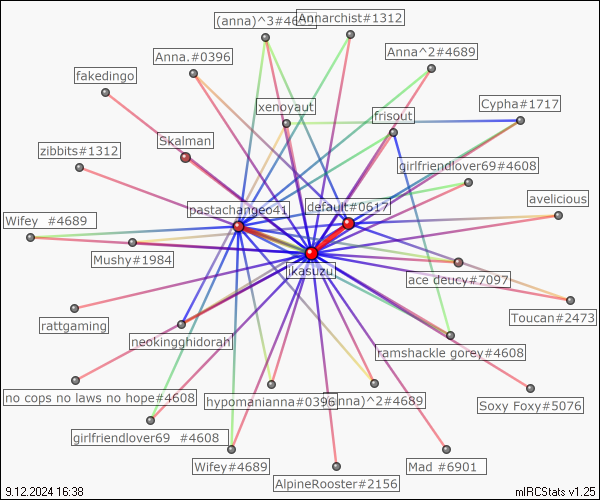 (anna)^3#4689
Annarchist#1312
Anna.#0396
Anna^2#4689
fakedingo
xenoyaut
Cypha#1717
frisout
Skalman
zibbits#1312
girlfriendlover69#4608
avelicious
pastachange041
default#0617
Wifey  #4689
Mushy#1984
ikasuzu
ace deucy#7097
Toucan#2473
rattgaming
neokingghidorah
ramshackle gorey#4608
no cops no laws no hope#4608
hypomanianna#0396
nna)^2#4689
Soxy Foxy#5076
girlfriendlover69  #4608
Wifey#4689
Mad #6901
AlpineRooster#2156
9.12.2024 16:38
mIRCStats v1.25